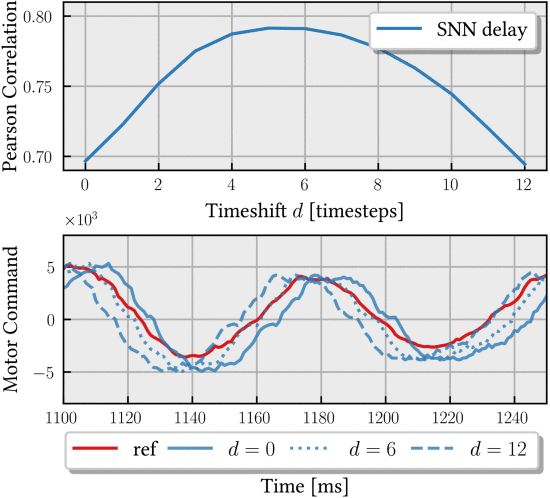 Pearson Correlation
0.80
0.75
0.70
SNN delay
0 2 4 6 8 10 12
Timeshift d [timesteps]
×10³
Motor Command
5
0
−5
1100 1120 1140 1160 1180 1200 1220 1240
ref d = 0 d = 6 d = 12
Time [ms]